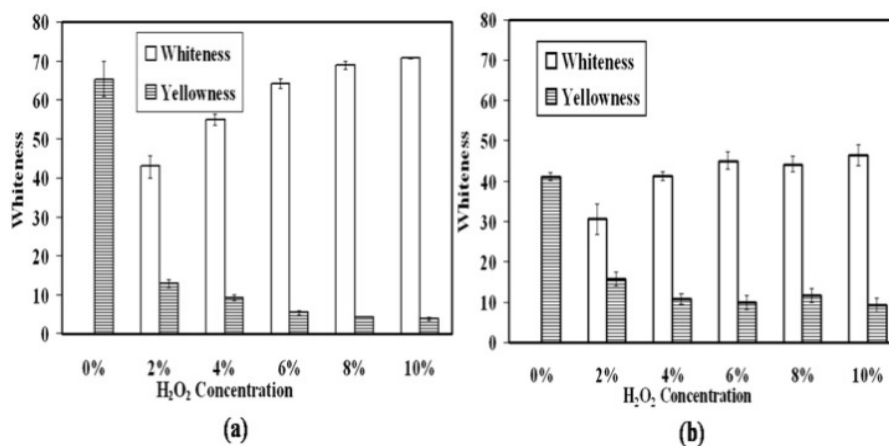 80
70
60
50
40
30
20
10
0
Whiteness
Whiteness
Yellowness
0% 2% 4% 6% 8% 10%
H₂O₂ Concentration
(a)
80
70
60
50
40
30
20
10
0
Whiteness
Whiteness
Yellowness
0% 2% 4% 6% 8% 10%
H₂O₂ Concentration
(b)